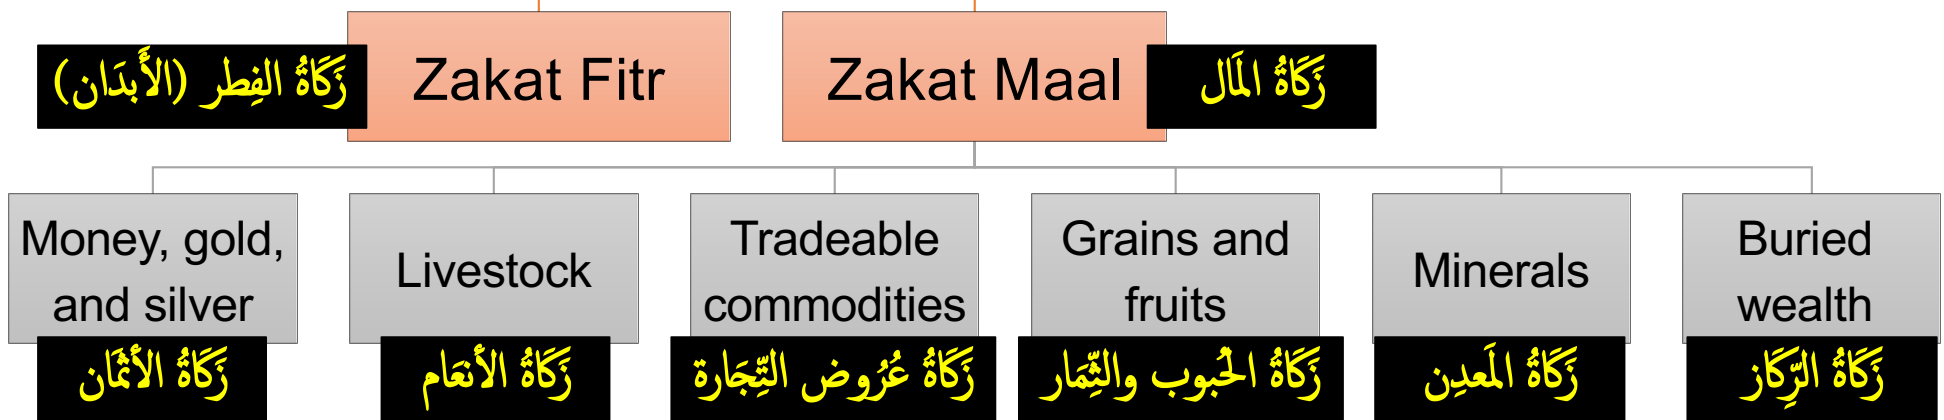 زَكَاةُ الفِطر (الأَبدَان)
Zakat Fitr
Zakat Maal
زَكَاةُ المَال
Money, gold,
and silver
زَكَاةُ الأثمَان
Livestock
زَكَاةُ الأنعَام
Tradeable
commodities
زَكَاةُ عُرُوض التِّجَارة
Grains and
fruits
زَكَاةُ الحُبوب والثِّمَار
Minerals
زَكَاةُ المَعدِن
Buried
wealth
زَكَاةُ الرِّكَاز